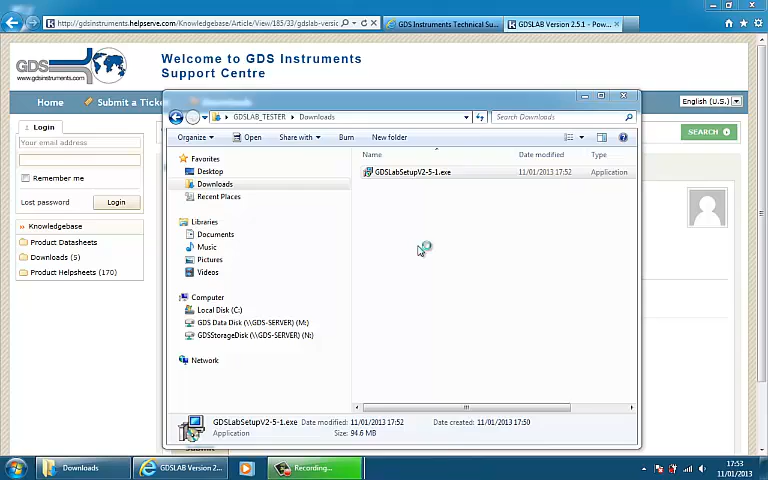 http://gdsinstruments.helpserve.com/Knowledgebase/Article/View/185/33/gdslab-versic
GDS Instruments Technical Su...
GDSLAB Version 2.5.1 - Pow...
GDS
www.gdsinstruments.com
Welcome to GDS Instruments
Support Centre
Home
Submit a Ticke
English (U.S.)
Login
Your email address
Remember me
Lost password
Login
SEARCH
Knowledgebase
Product Datasheets
Downloads (5)
Product Helpsheets (170)
GDSLAB_TESTER
Downloads
Search Downloads
Organize
Open
Share with
Burn
New folder
Name
Date modified
Type
GDSLabSetupV2-5-1.exe
11/01/2013 17:52
Application
Favorites
Desktop
Downloads
Recent Places
Libraries
Documents
Music
Pictures
Videos
Computer
Local Disk (C:)
GDS Data Disk (\\GDS-SERVER) (M:)
GDSStorageDisk (\\GDS-SERVER) (N:)
Network
GDSLabSetupV2-5-1.exe
Date modified: 11/01/2013 17:52
Date created: 11/01/2013 17:50
Application
Size: 94.6 MB
Downloads
GDSLAB Version 2...
Recording...
17:53
11/01/2013